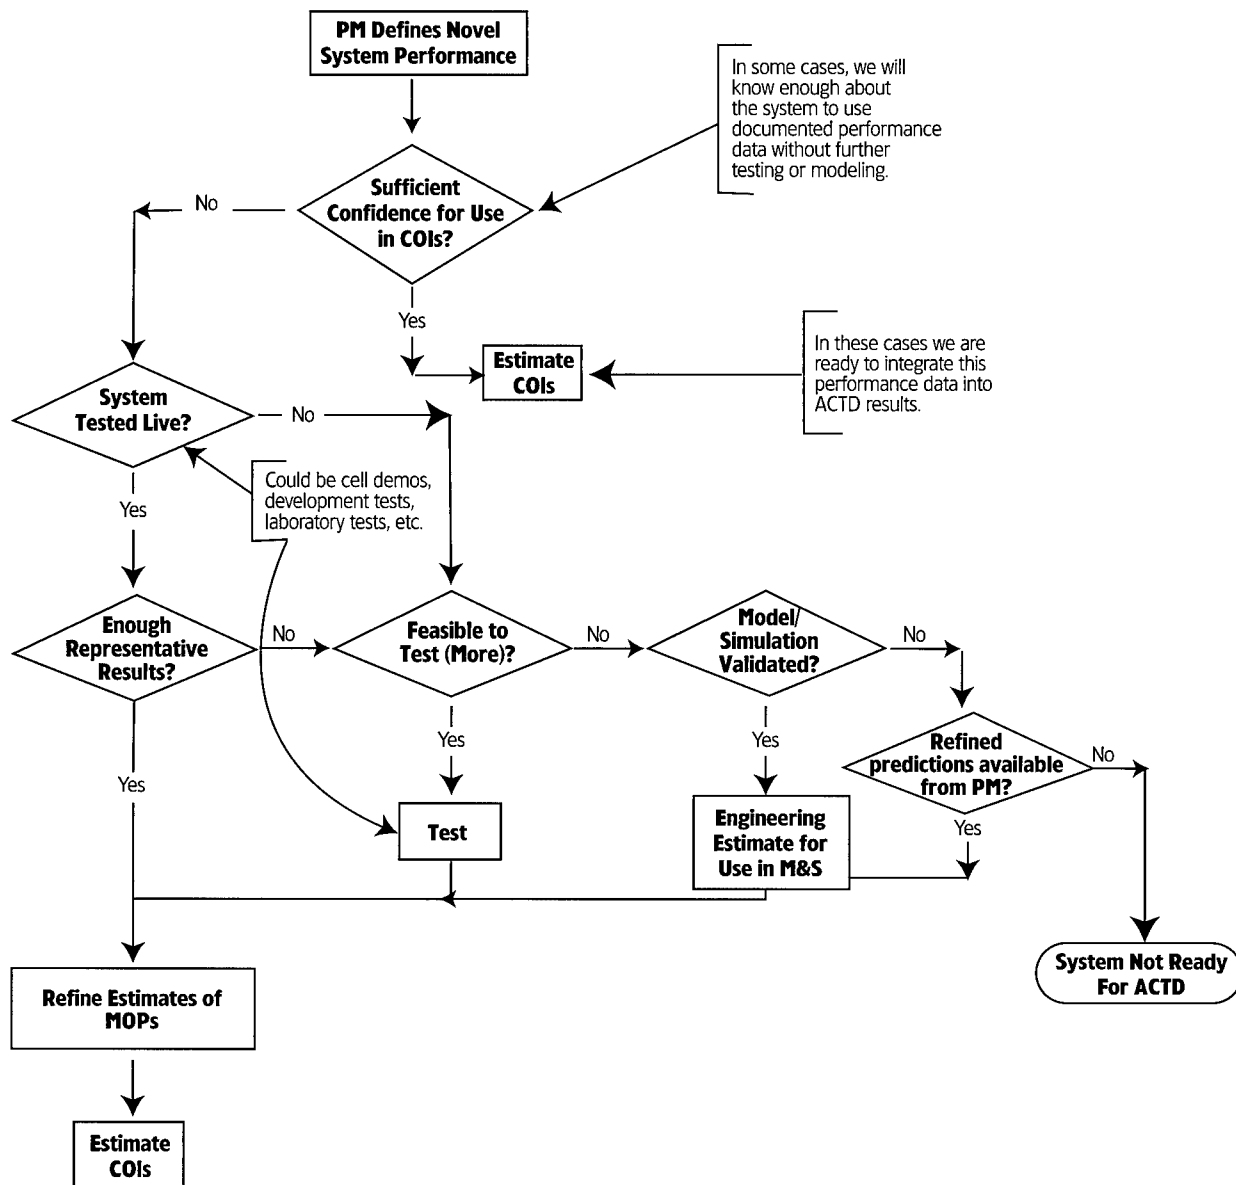 PM Defines Novel
System Performance
In some cases, we will
know enough about
the system to use
documented performance
data without further
testing or modeling.
Sufficient
Confidence for Use
in COIs?
No
Yes
Estimate
COIs
In these cases we are
ready to integrate this
performance data into
ACTD results.
System
Tested Live?
No
Yes
Could be cell demos,
development tests,
laboratory tests, etc.
Enough
Representative
Results?
No
Feasible to
Test (More)?
No
Model/
Simulation
Validated?
No
Yes
Yes
Yes
Refined
predictions available
from PM?
No
Yes
Test
Engineering
Estimate for
Use in M&S
System Not Ready
For ACTD
Refine Estimates of
MOPs
Estimate
COIs